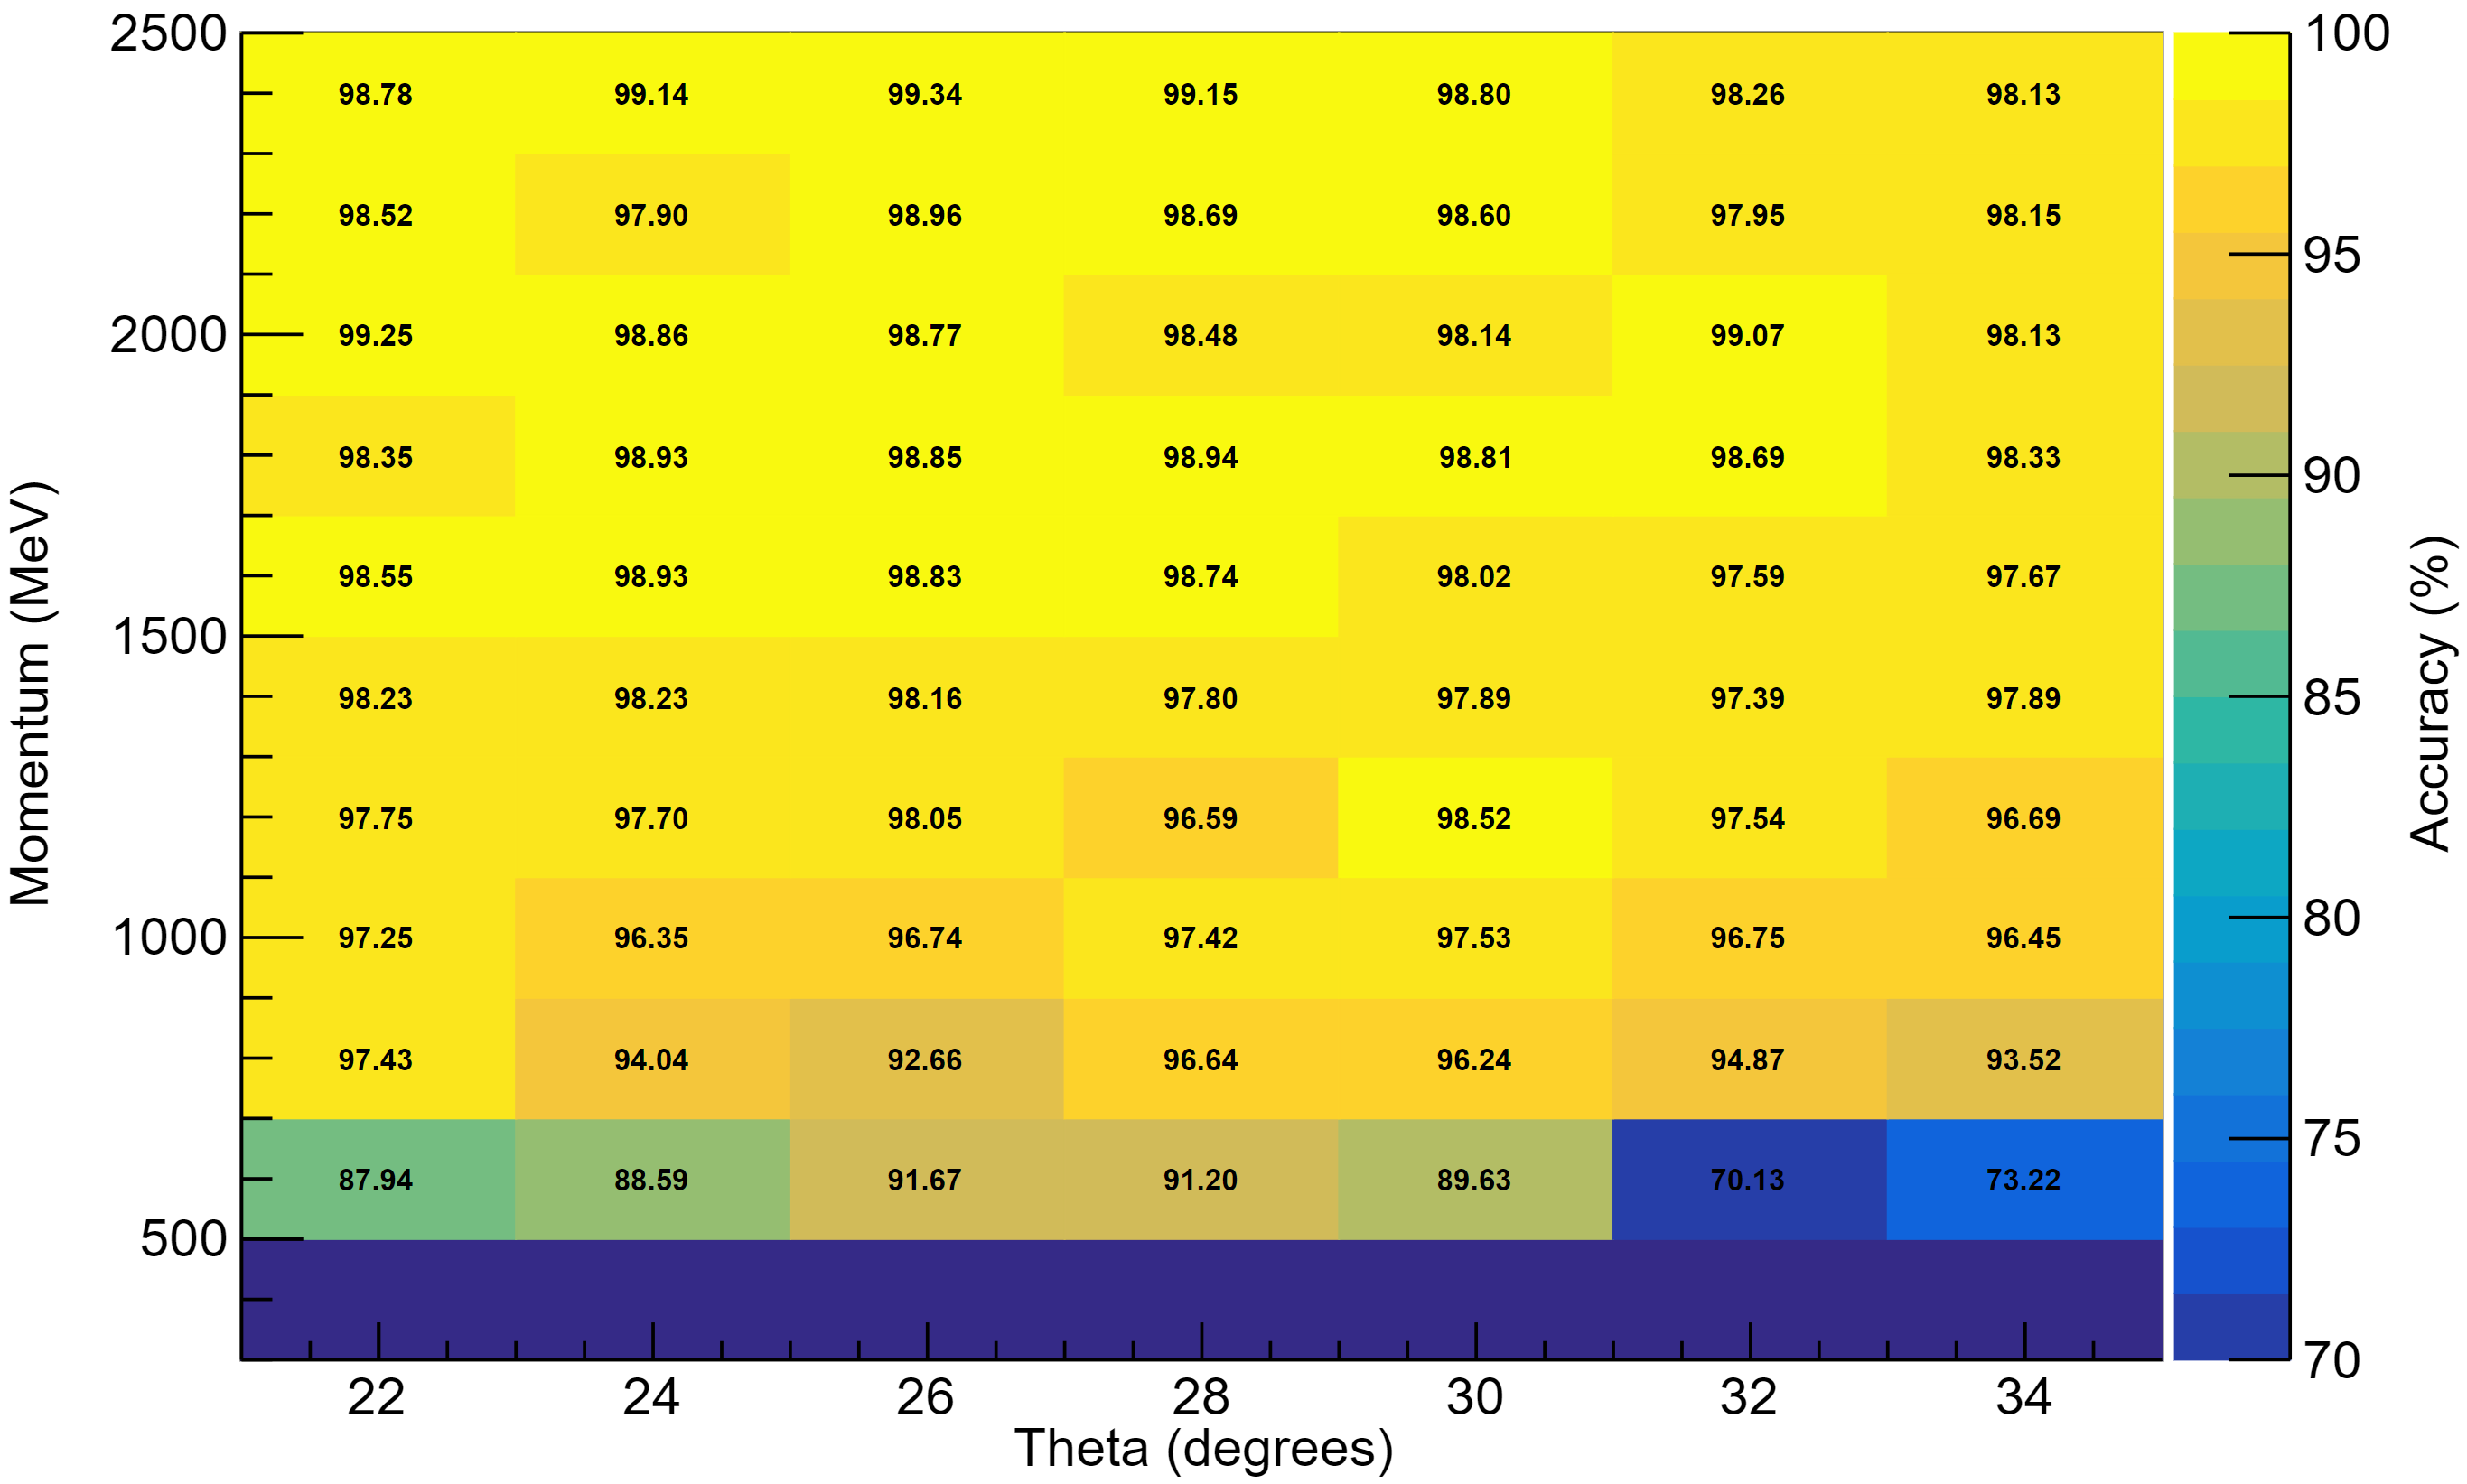 2500 98.78 99.14 99.34 99.15 98.80 98.26 98.13 100
98.52 97.90 98.96 98.69 98.60 97.95 98.15
95
2000 99.25 98.86 98.77 98.48 98.14 99.07 98.13
98.35 98.93 98.85 98.94 98.81 98.69 98.33
90
98.55 98.93 98.83 98.74 98.02 97.59 97.67
1500
98.23 98.23 98.16 97.80 97.89 97.39 97.89
85
97.75 97.70 98.05 96.59 98.52 97.54 96.69
80
1000 97.25 96.35 96.74 97.42 97.53 96.75 96.45
97.43 94.04 92.66 96.64 96.24 94.87 93.52
75
87.94 88.59 91.67 91.20 89.63 70.13 73.22
500
70
22 24 26 28 30 32 34
Theta (degrees)
Momentum (MeV)
Accuracy (%)